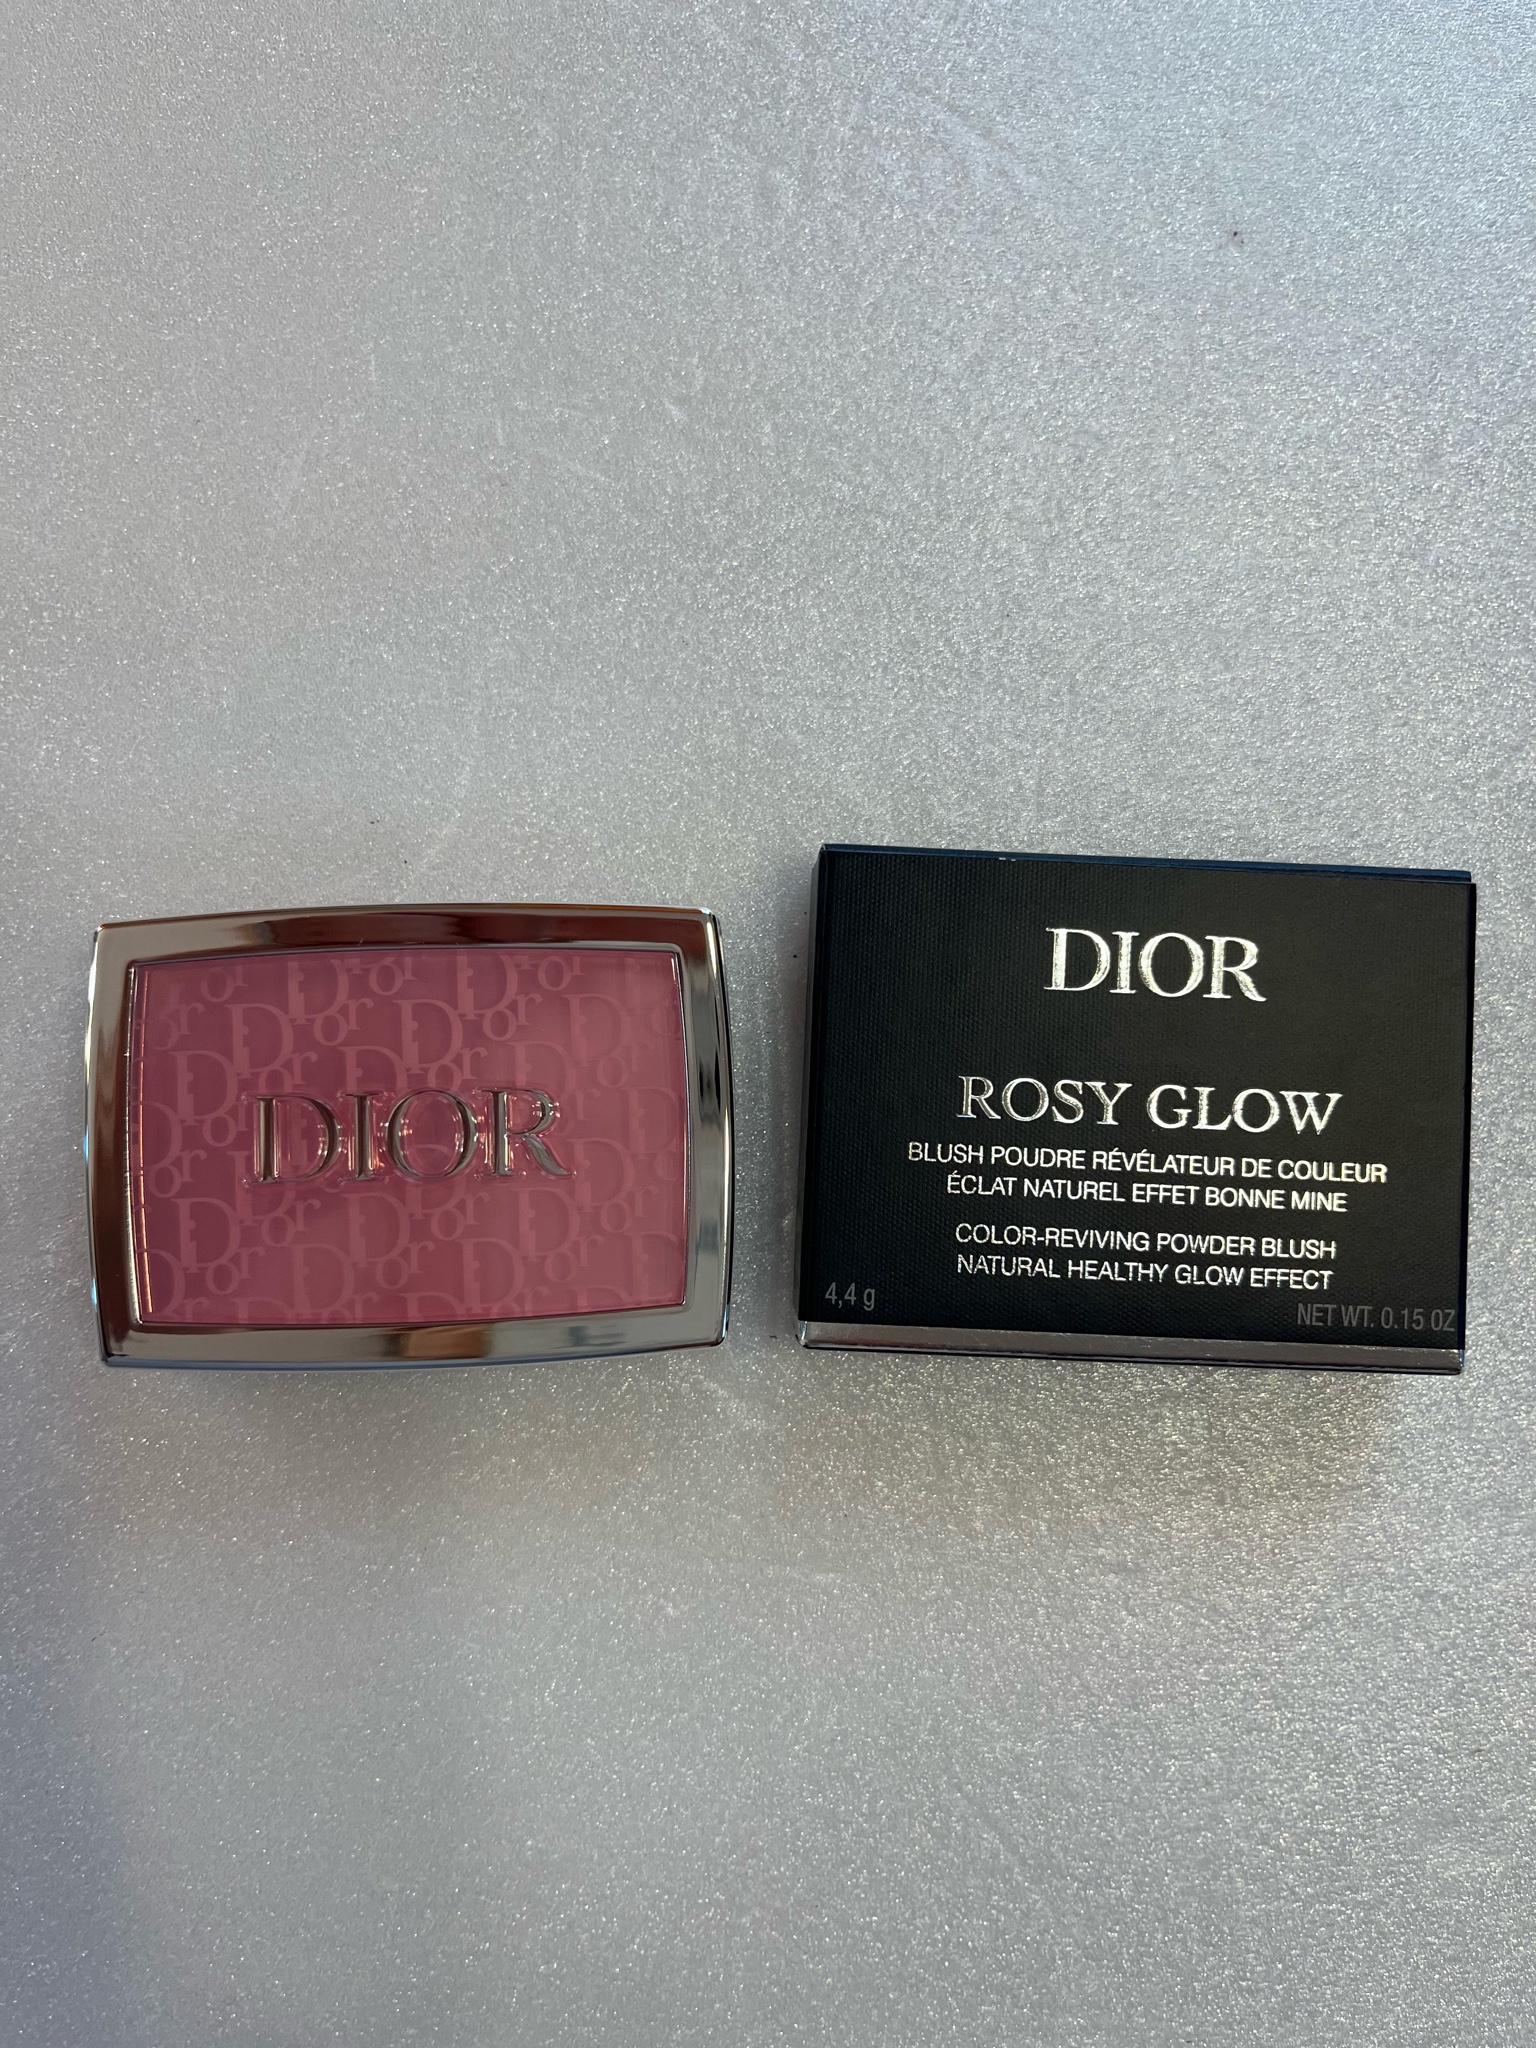 DIOR
DIOR
ROSY GLOW
BLUSH POUDRE RÉVÉLATEUR DE COULEUR
ÉCLAT NATUREL EFFET BONNE MINE
COLOR-REVIVING POWDER BLUSH
NATURAL HEALTHY GLOW EFFECT
4,4 g
NET WT. 0.15 OZ